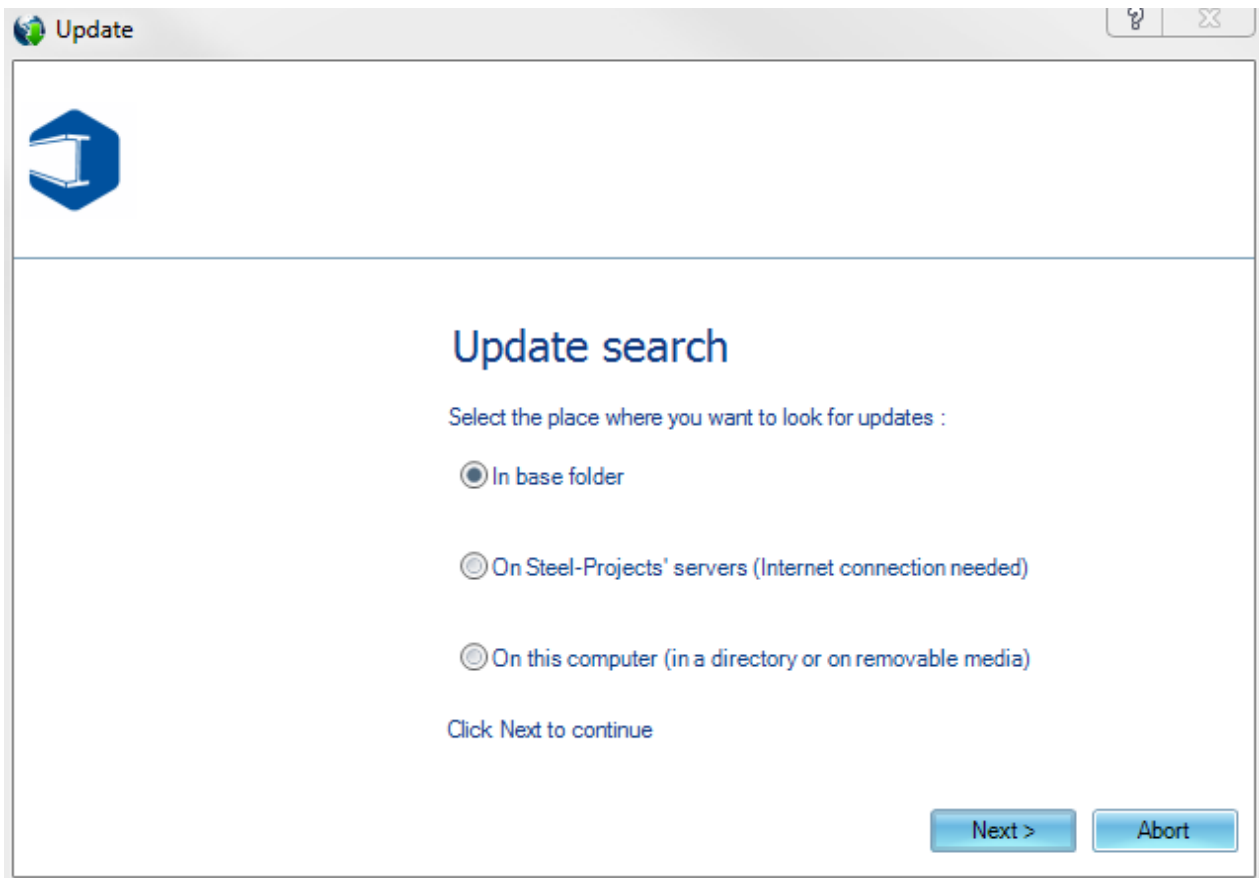 Update
Update search
Select the place where you want to look for updates :
In base folder
On Steel-Projects' servers (Internet connection needed)
On this computer (in a directory or on removable media)
Click Next to continue
Next >
Abort